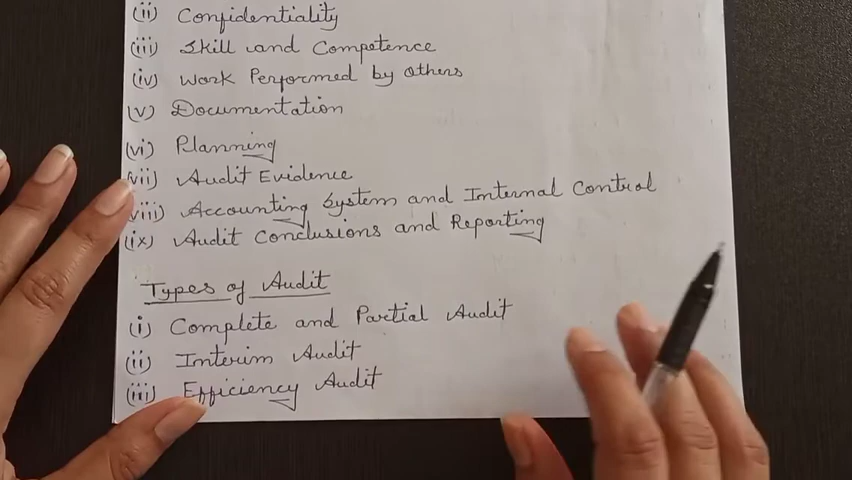 (ii) Confidentiality
(iii) Skill and Competence
(iv) Work Performed by Others
(v) Documentation
(vi) Planning
(vii) Audit Evidence
(viii) Accounting System and Internal Control
(ix) Audit Conclusions and Reporting
Types of Audit
(i) Complete and Partial Audit
(ii) Interim Audit
(iii) Efficiency Audit